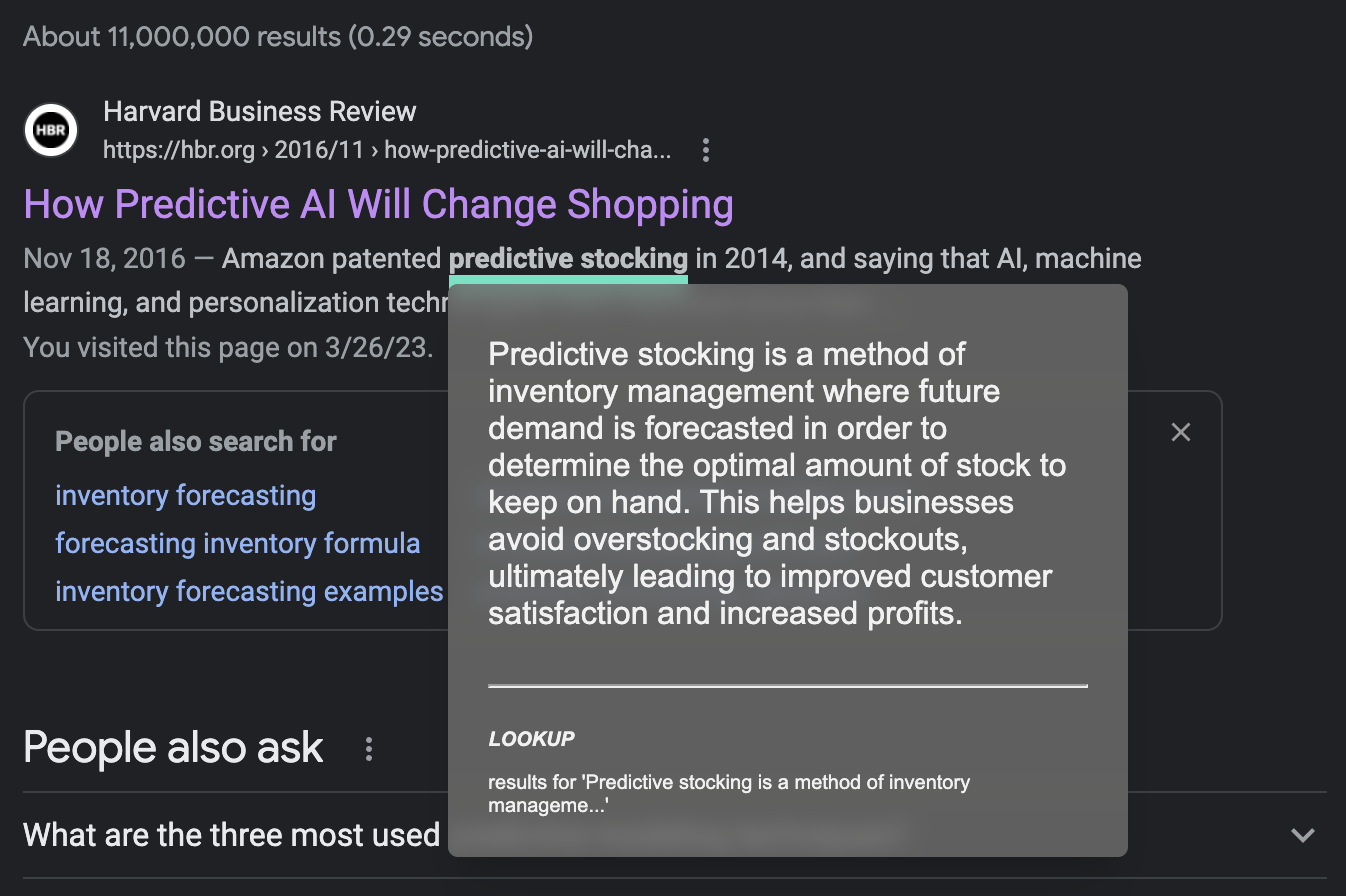 About 11,000,000 results (0.29 seconds)
HBR
Harvard Business Review
https://hbr.org › 2016/11 › how-predictive-ai-will-cha...
How Predictive AI Will Change Shopping
Nov 18, 2016 — Amazon patented predictive stocking in 2014, and saying that AI, machine
learning, and personalization
You visited this page on 3/26/23.
People also search for
inventory forecasting
forecasting inventory formula
inventory forecasting examples
Predictive stocking is a method of
inventory management where future
demand is forecasted in order to
determine the optimal amount of stock to
keep on hand. This helps businesses
avoid overstocking and stockouts,
ultimately leading to improved customer
satisfaction and increased profits.
LOOKUP
results for 'Predictive stocking is a method of inventory
manageme...'
People also ask
What are the three most used